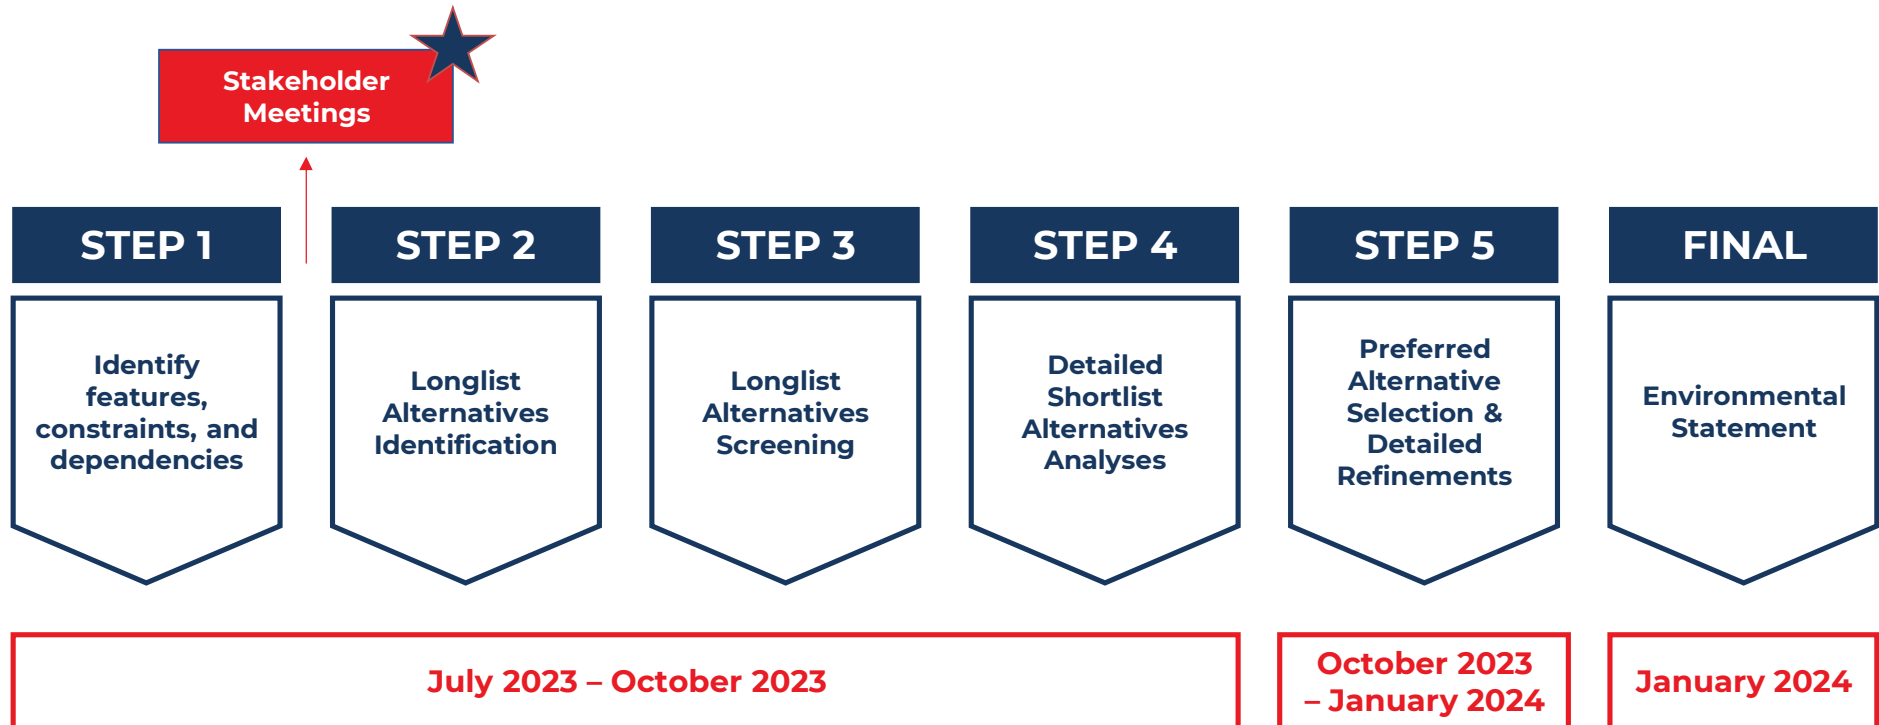 Stakeholder
Meetings
STEP 1
STEP 2
STEP 3
STEP 4
STEP 5
FINAL
Identify
features,
constraints, and
dependencies
Longlist
Alternatives
Identification
Longlist
Alternatives
Screening
Detailed
Shortlist
Alternatives
Analyses
Preferred
Alternative
Selection &
Detailed
Refinements
Environmental
Statement
July 2023 – October 2023
October 2023
– January 2024
January 2024